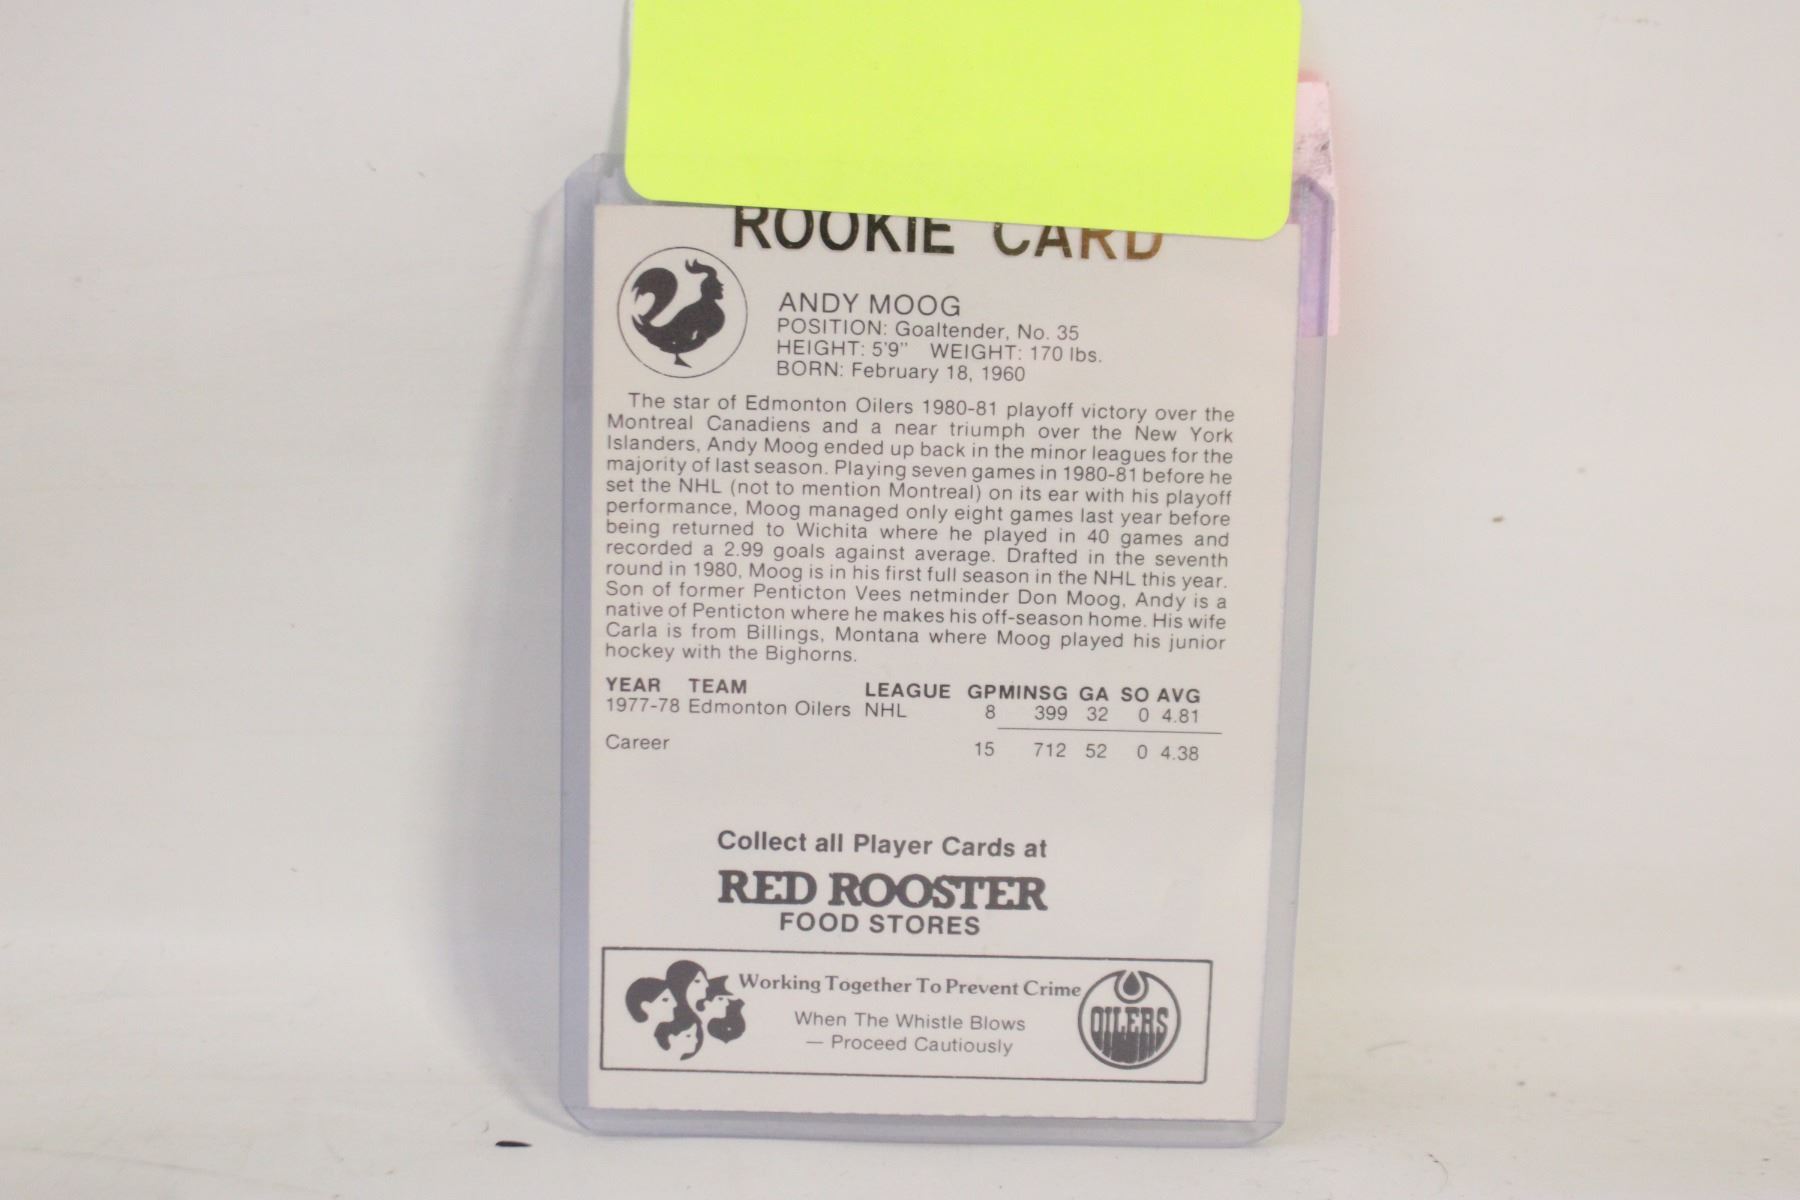 ROOKIE CARD
ANDY MOOG
POSITION: Goaltender, No. 35
HEIGHT: 5'9" WEIGHT: 170 lbs.
BORN: February 18, 1960
The star of Edmonton Oilers 1980-81 playoff victory over the
Montreal Canadiens and a near triumph over the New York
Islanders, Andy Moog ended up back in the minor leagues for the
majority of last season. Playing seven games in 1980-81 before he
set the NHL (not to mention Montreal) on its ear with his playoff
performance, Moog managed only eight games last year before
being returned to Wichita where he played in 40 games and
recorded a 2.99 goals against average. Drafted in the seventh
round in 1980, Moog is in his first full season in the NHL this year.
Son of former Penticton Vees netminder Don Moog, Andy is a
native of Penticton where he makes his off-season home. His wife
Carla is from Billings, Montana where Moog played his junior
hockey with the Bighorns.
YEAR TEAM LEAGUE GPMINSG GA SO AVG
1977-78 Edmonton Oilers NHL 8 399 32 0 4.81
Career 15 712 52 0 4.38
Collect all Player Cards at
RED ROOSTER
FOOD STORES
Working Together To Prevent Crime
When The Whistle Blows
— Proceed Cautiously
OILERS